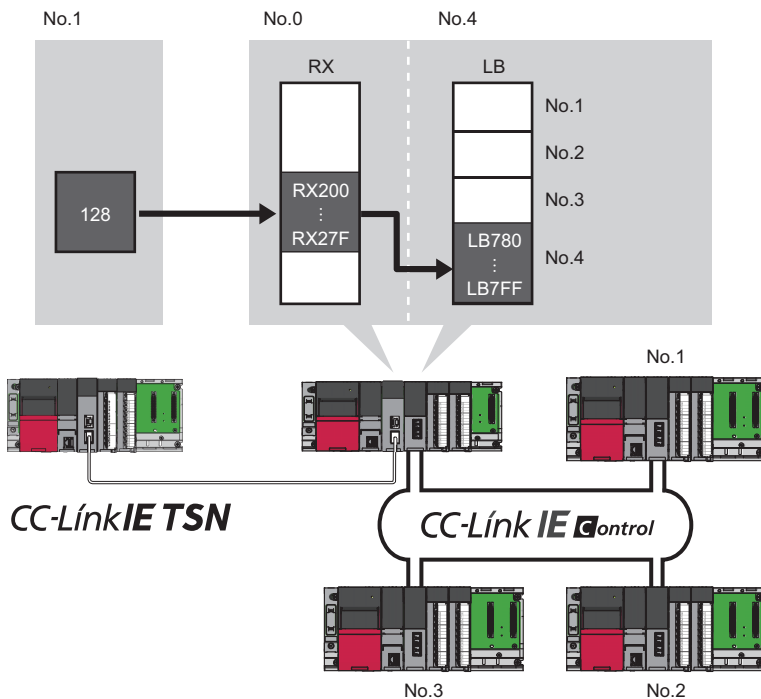 No.1
No.0
No.4
RX
LB
No.1
No.2
No.3
No.4
128
RX200
⋮
RX27F
LB780
⋮
LB7FF
No.1
CC-Link IE TSN
CC-Link IE Control
No.3
No.2